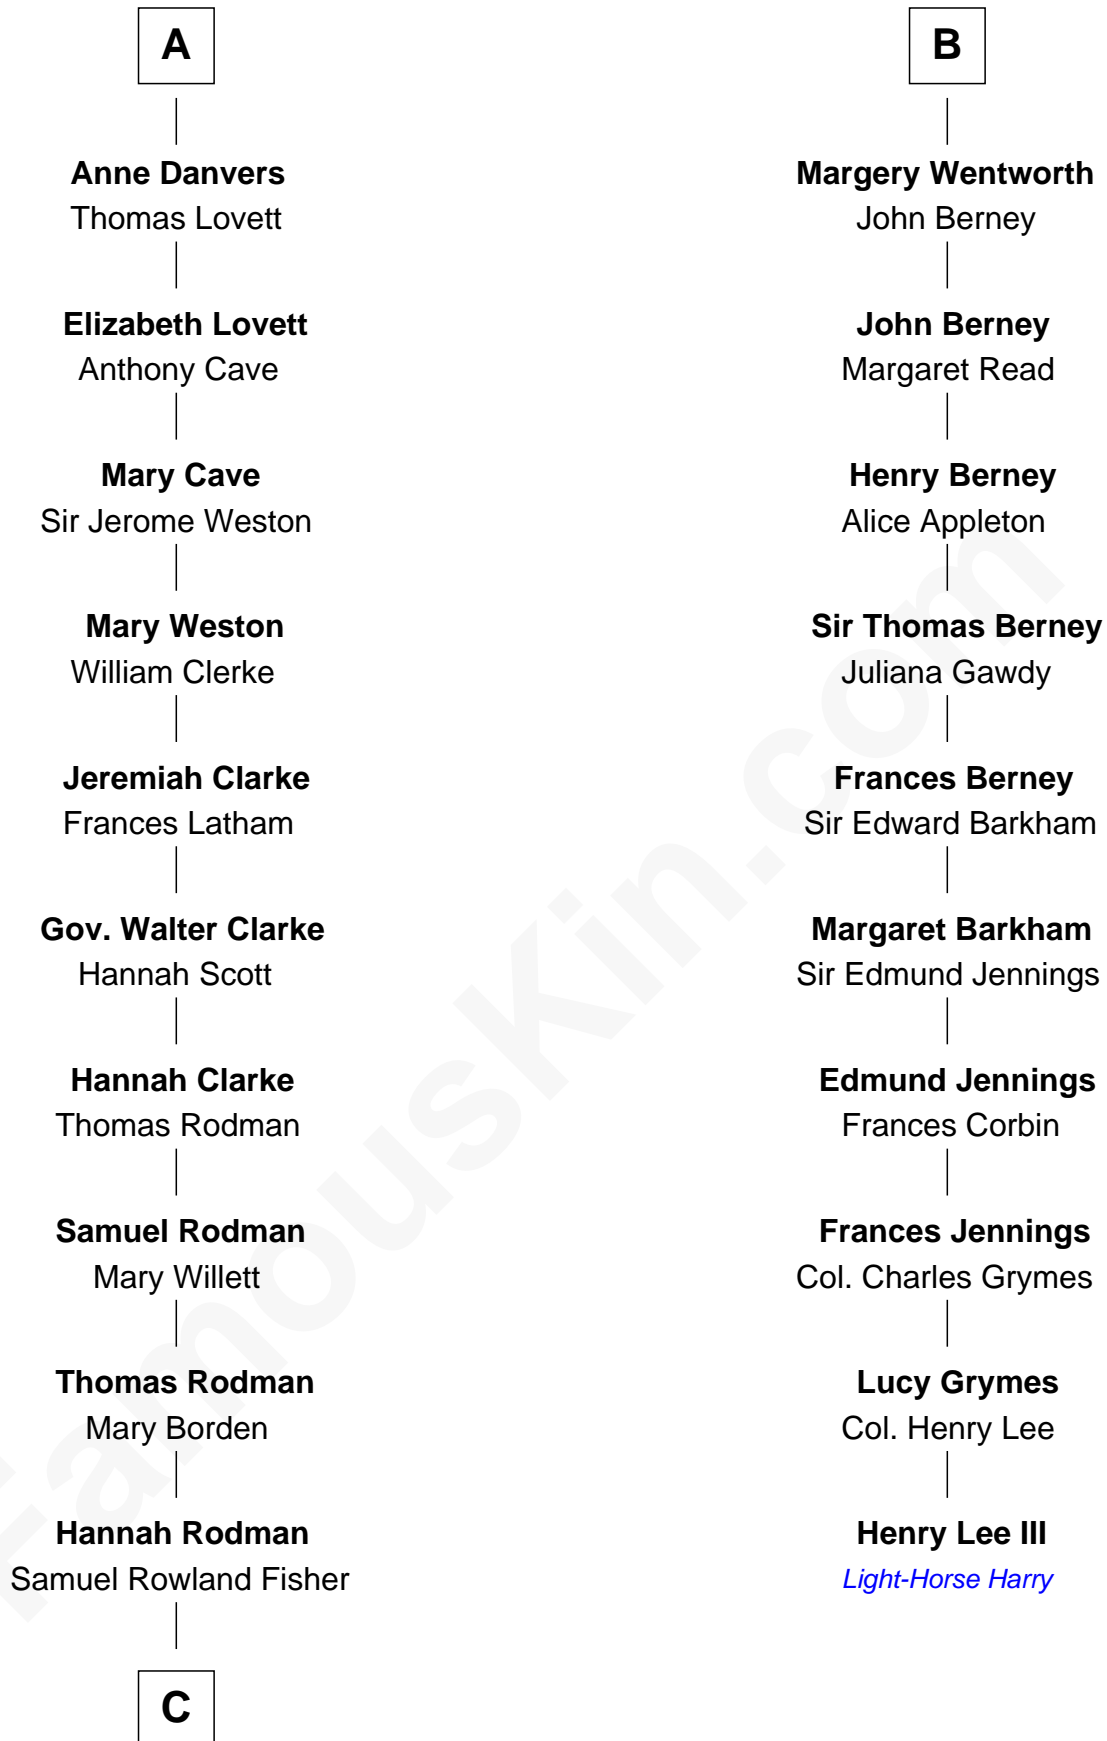 A
Anne Danvers
Thomas Lovett
Elizabeth Lovett
Anthony Cave
Mary Cave
Sir Jerome Weston
Mary Weston
William Clerke
Jeremiah Clarke
Frances Latham
Gov. Walter Clarke
Hannah Scott
Hannah Clarke
Thomas Rodman
Samuel Rodman
Mary Willett
Thomas Rodman
Mary Borden
Hannah Rodman
Samuel Rowland Fisher
C
B
Margery Wentworth
John Berney
John Berney
Margaret Read
Henry Berney
Alice Appleton
Sir Thomas Berney
Juliana Gawdy
Frances Berney
Sir Edward Barkham
Margaret Barkham
Sir Edmund Jennings
Edmund Jennings
Frances Corbin
Frances Jennings
Col. Charles Grymes
Lucy Grymes
Col. Henry Lee
Henry Lee III
Light-Horse Harry
FamousKin.com